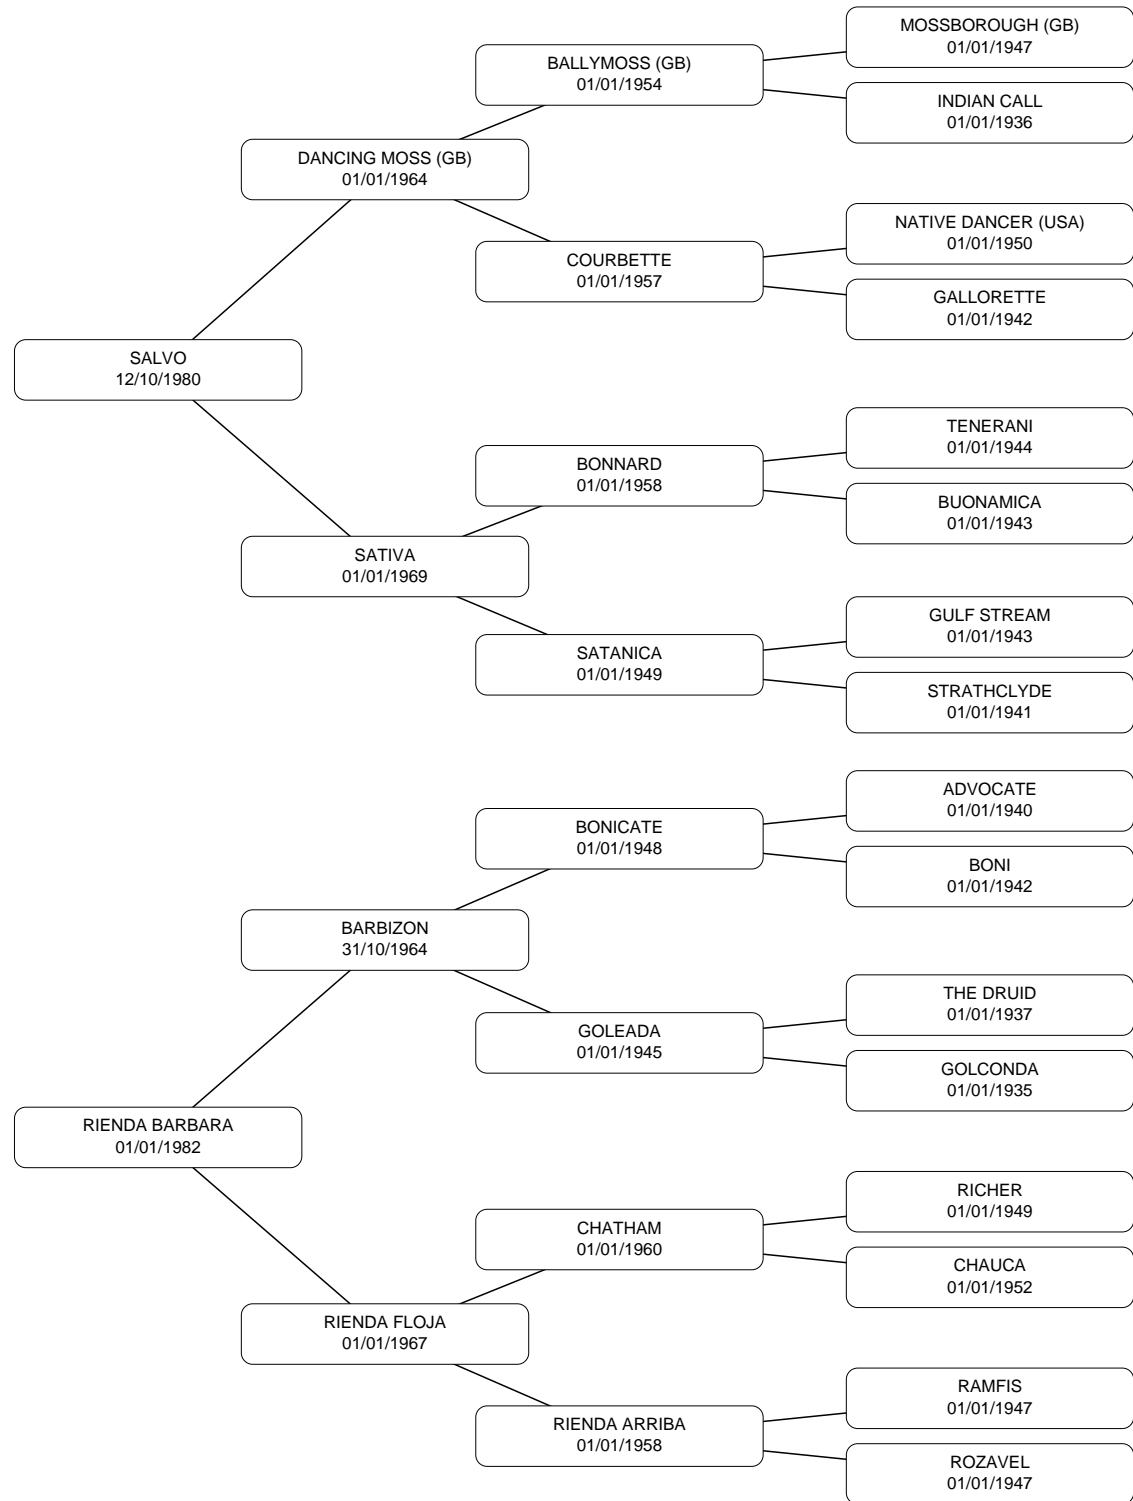 MOSSBOROUGH (GB)
01/01/1947
BALLYMOSS (GB)
01/01/1954
INDIAN CALL
01/01/1936
DANCING MOSS (GB)
01/01/1964
NATIVE DANCER (USA)
01/01/1950
COURBETTE
01/01/1957
GALLORETTE
01/01/1942
SALVO
12/10/1980
TENERANI
01/01/1944
BONNARD
01/01/1958
BUONAMICA
01/01/1943
SATIVA
01/01/1969
GULF STREAM
01/01/1943
SATANICA
01/01/1949
STRATHCLYDE
01/01/1941
ADVOCATE
01/01/1940
BONICATE
01/01/1948
BONI
01/01/1942
BARBIZON
31/10/1964
THE DRUID
01/01/1937
GOLEADA
01/01/1945
GOLCONDA
01/01/1935
RIENDA BARBARA
01/01/1982
RICHER
01/01/1949
CHATHAM
01/01/1960
CHAUCA
01/01/1952
RIENDA FLOJA
01/01/1967
RAMFIS
01/01/1947
RIENDA ARRIBA
01/01/1958
ROZAVEL
01/01/1947